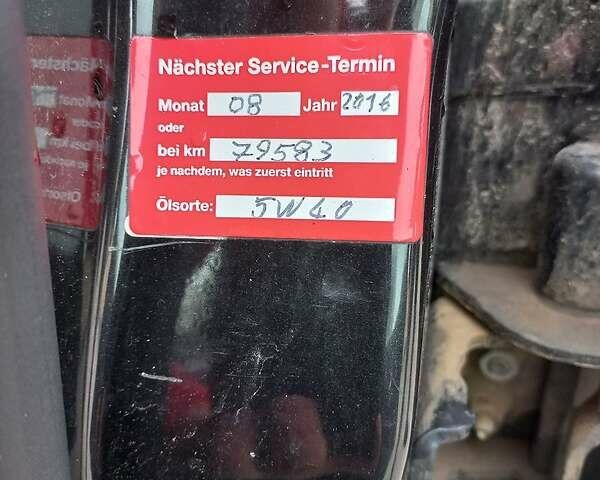 Nächster Service-Termin
Monat 08 Jahr 2016
oder
bei km 79583
je nachdem, was zuerst eintritt
Ölsorte: 5W40